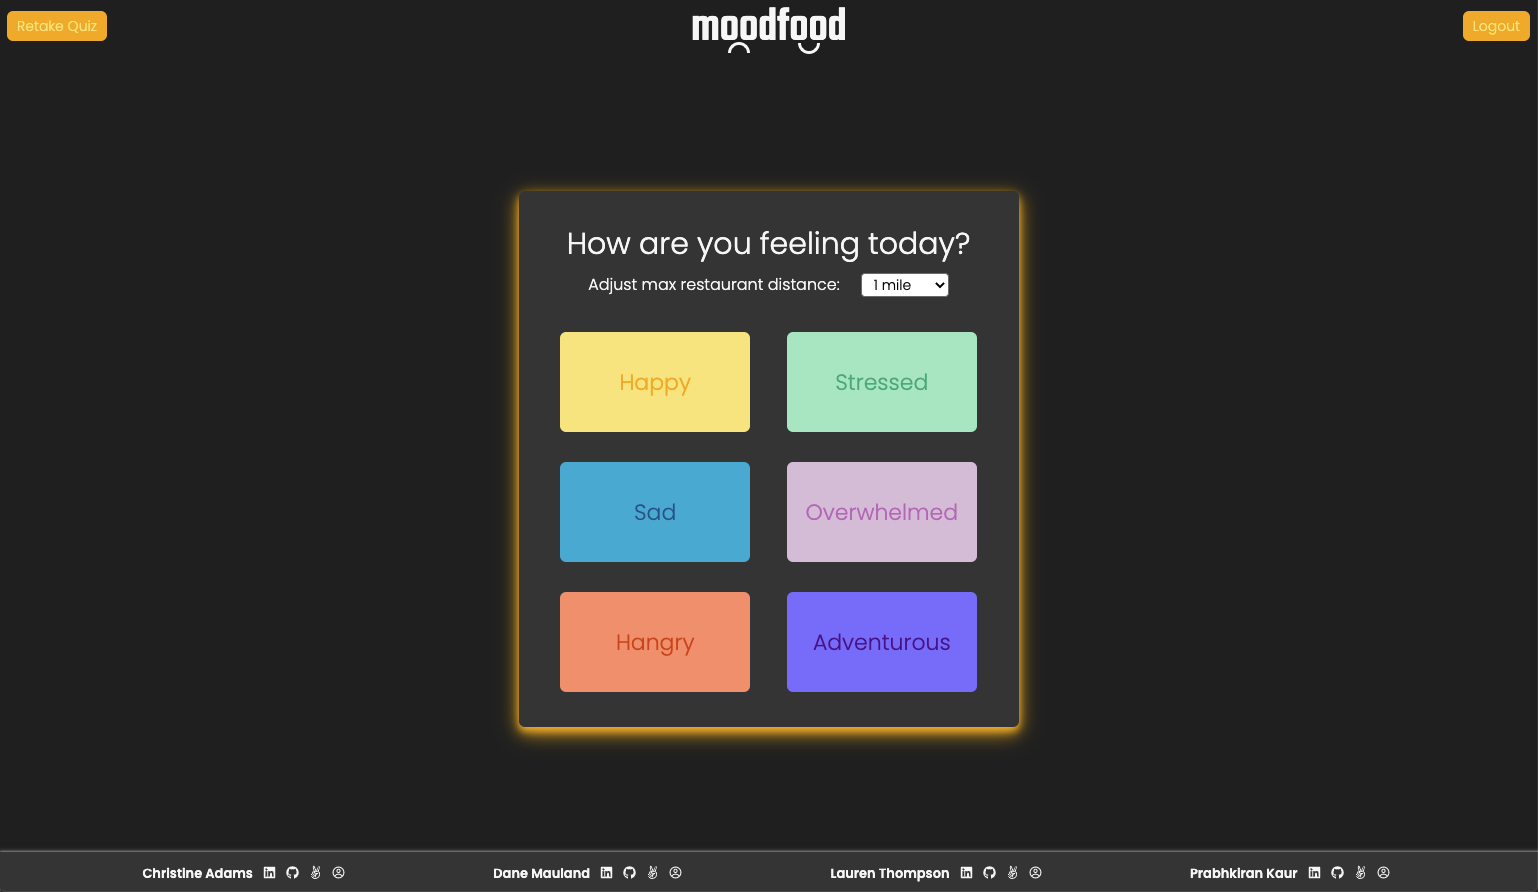 Retake Quiz
moodfood
Logout
How are you feeling today?
Adjust max restaurant distance: 1 mile
Happy
Stressed
Sad
Overwhelmed
Hangry
Adventurous
Christine Adams
Dane Mauland
Lauren Thompson
Prabhkiran Kaur